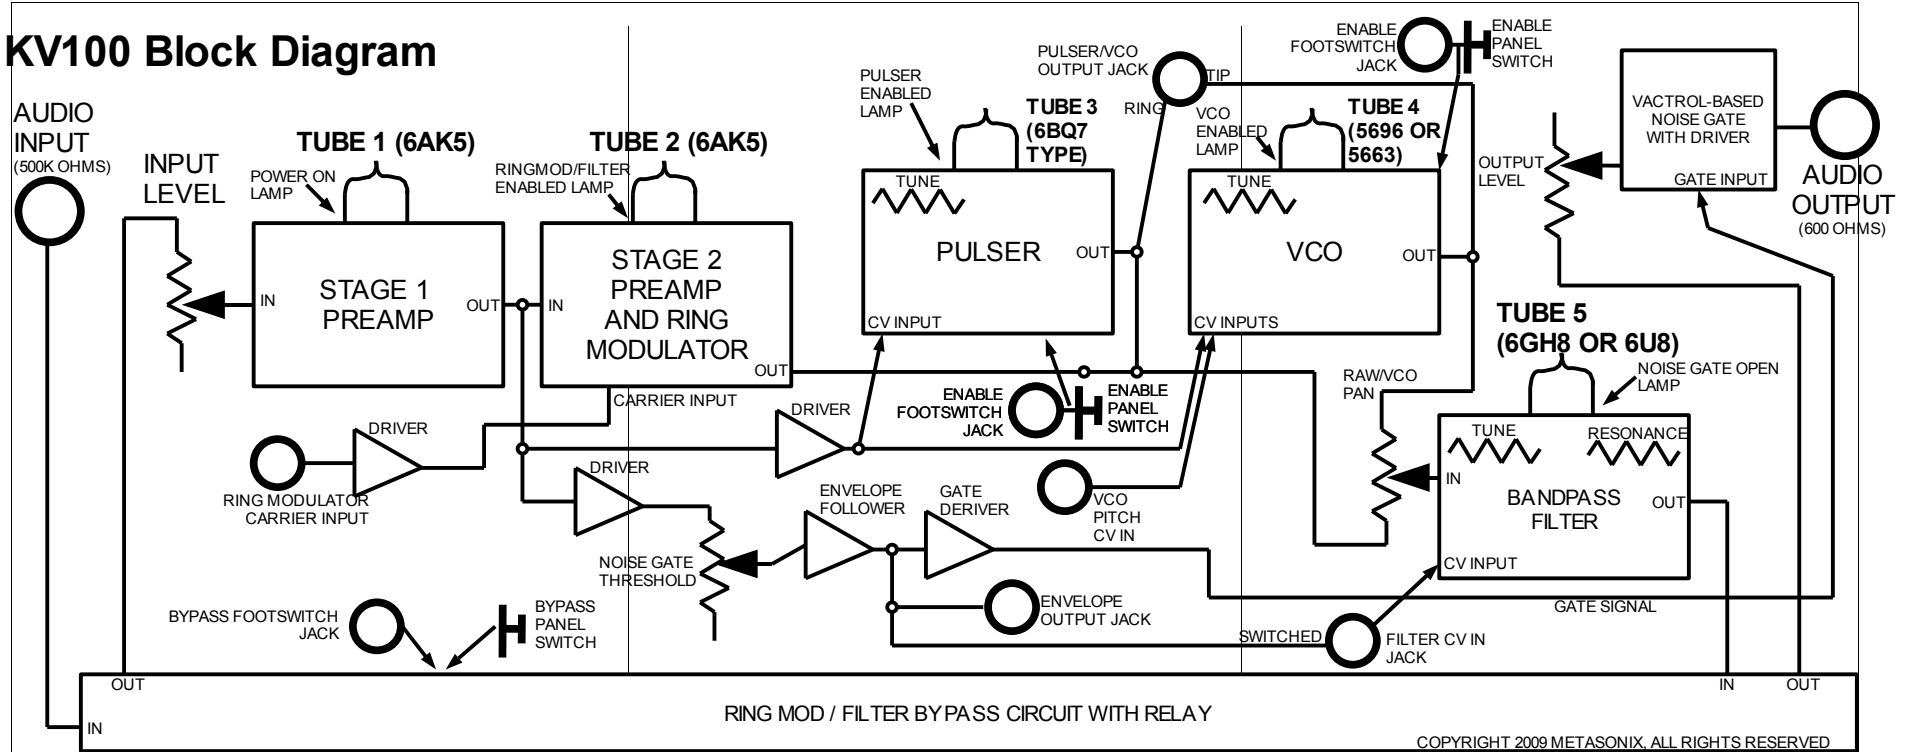 KV100 Block Diagram
AUDIO
INPUT
(500K OHMS)
INPUT
LEVEL
TUBE 1 (6AK5)
POWER ON
LAMP
IN
STAGE 1
PREAMP
OUT
TUBE 2 (6AK5)
RINGMOD/FILTER
ENABLED LAMP
IN
STAGE 2
PREAMP
AND RING
MODULATOR
OUT
CARRIER INPUT
DRIVER
RING MODULATOR
CARRIER INPUT
DRIVER
DRIVER
NOISE GATE
THRESHOLD
ENVELOPE
FOLLOWER
GATE
DERIVER
ENVELOPE
OUTPUT JACK
PULSER
ENABLED
LAMP
TUBE 3
(6BQ7
TYPE)
TUNE
PULSER
OUT
CV INPUT
PULSER/VCO
OUTPUT JACK
TIP
RING
ENABLE
FOOTSWITCH
JACK
ENABLE
PANEL
SWITCH
VCO
ENABLED
LAMP
TUBE 4
(5696 OR
5663)
TUNE
VCO
OUT
CV INPUTS
ENABLE
FOOTSWITCH
JACK
ENABLE
PANEL
SWITCH
VCO
PITCH
CV IN
OUTPUT
LEVEL
VACTROL-BASED
NOISE GATE
WITH DRIVER
GATE INPUT
AUDIO
OUTPUT
(600 OHMS)
TUBE 5
(6GH8 OR 6U8)
NOISE GATE OPEN
LAMP
RAW/VCO
PAN
TUNE
RESONANCE
IN
BANDPASS
FILTER
OUT
CV INPUT
GATE SIGNAL
SWITCHED
FILTER CV IN
JACK
BYPASS FOOTSWITCH
JACK
BYPASS
PANEL
SWITCH
OUT
IN
RING MOD / FILTER BYPASS CIRCUIT WITH RELAY
IN
OUT
COPYRIGHT 2009 METASONIX, ALL RIGHTS RESERVED